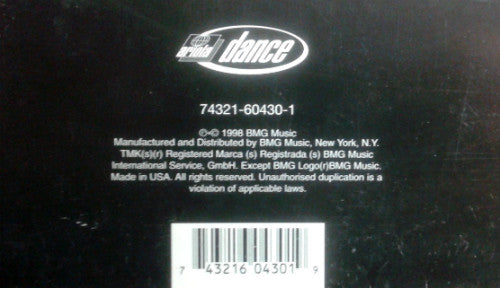 ariola
dance
74321-60430-1
℗© 1998 BMG Music
Manufactured and Distributed by BMG Music, New York, N.Y.
TMK(s)(r) Registered Marca (s) Registrada (s) BMG Music
International Service, GmbH. Except BMG Logo(r)BMG Music.
Made in USA. All rights reserved. Unauthorised duplication is a
violation of applicable laws.
7 43216 04301 9